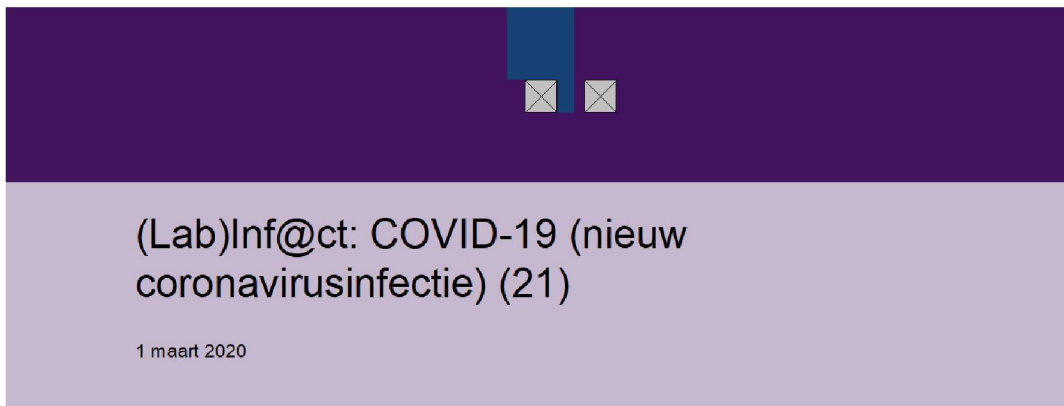 (Lab)Inf@ct: COVID-19 (nieuw
coronavirusinfectie) (21)
1 maart 2020